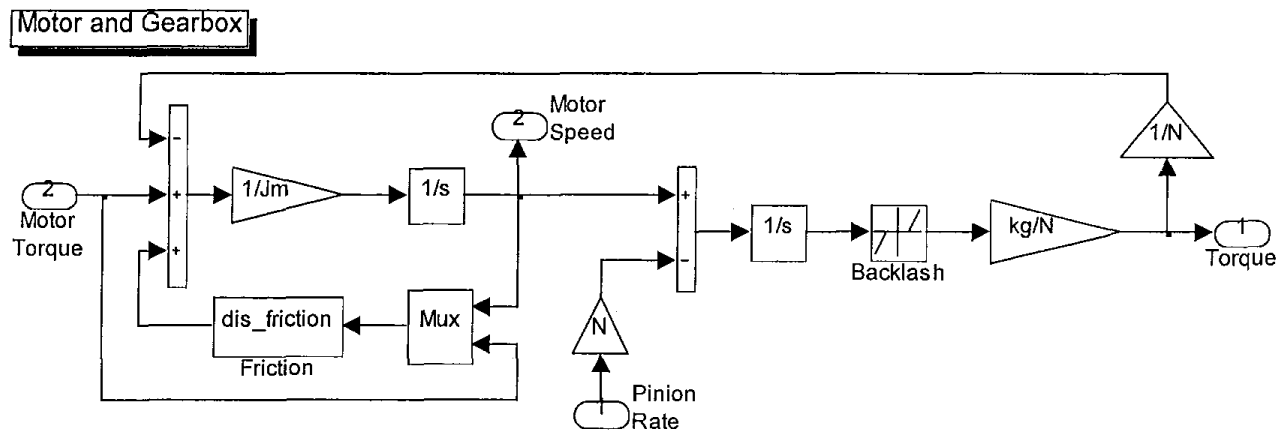 Motor and Gearbox
2
Motor
Speed
1/N
−
+
+
1/Jm
1/s
2
Motor
Torque
+
−
1/s
Backlash
kg/N
1
Torque
dis_friction
Friction
Mux
N
1
Pinion
Rate